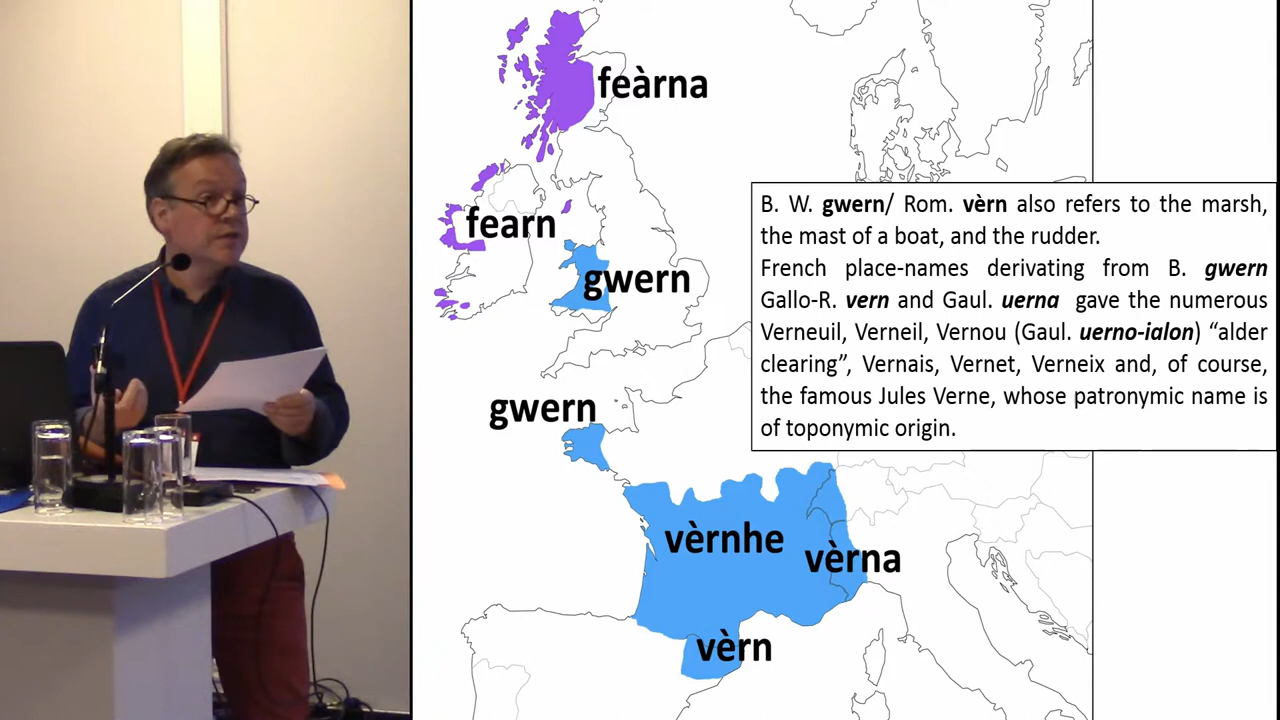 feàrna
fearn
gwern
gwern
vèrnhe
vèrna
vèrn
B. W. gwern/ Rom. vèrn also refers to the marsh,
the mast of a boat, and the rudder.
French place-names derivating from B. gwern
Gallo-R. vern and Gaul. uerna gave the numerous
Verneuil, Verneil, Vernou (Gaul. uerno-ialon) “alder
clearing”, Vernais, Vernet, Verneix and, of course,
the famous Jules Verne, whose patronymic name is
of toponymic origin.